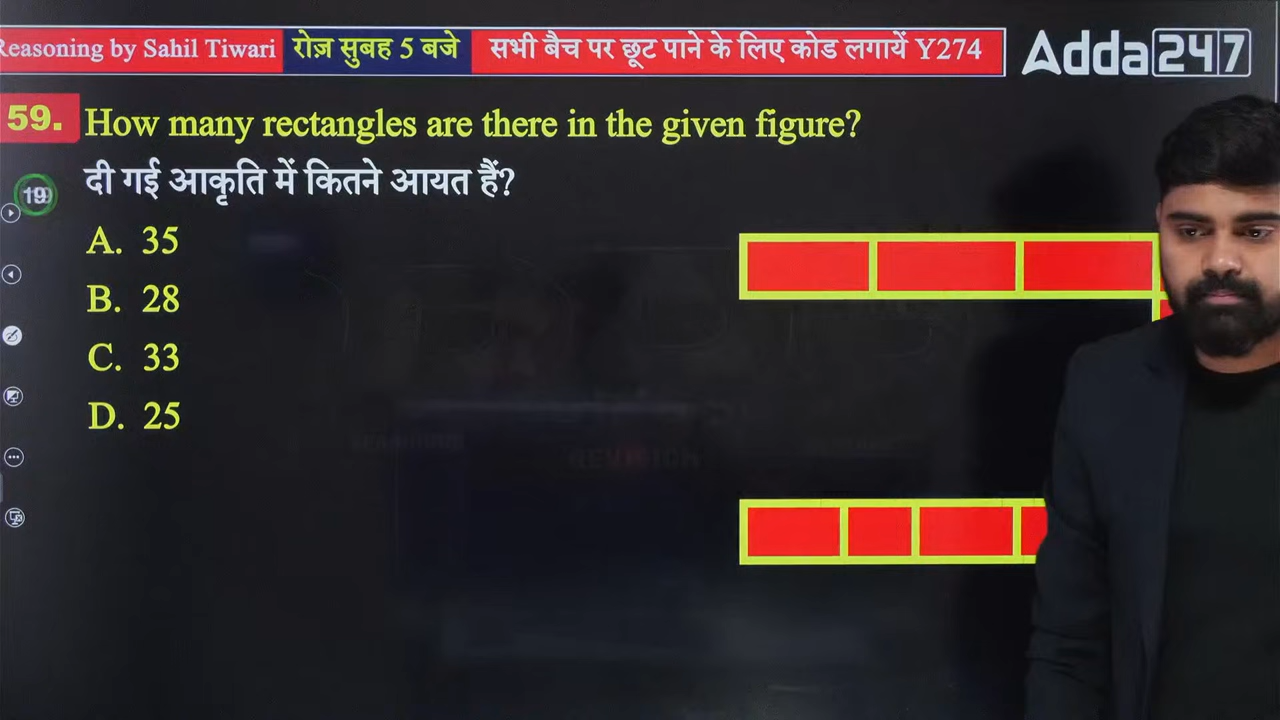 Reasoning by Sahil Tiwari रोज़ सुबह 5 बजे सभी बैच पर छूट पाने के लिए कोड लगायें Y274 Adda247
59. How many rectangles are there in the given figure?
दी गई आकृति में कितने आयत हैं?
A. 35
B. 28
C. 33
D. 25